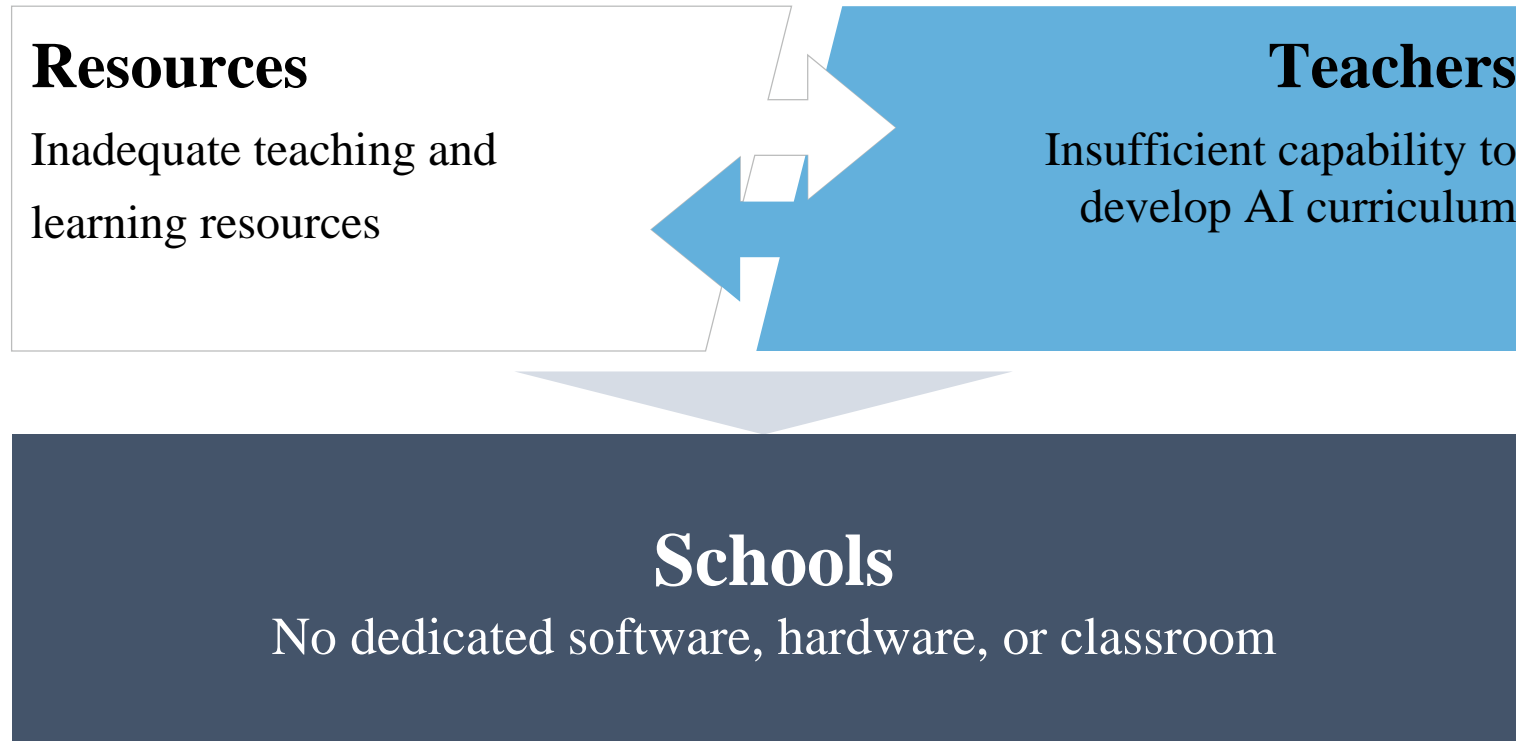 Resources
Inadequate teaching and
learning resources
Teachers
Insufficient capability to
develop AI curriculum
Schools
No dedicated software, hardware, or classroom